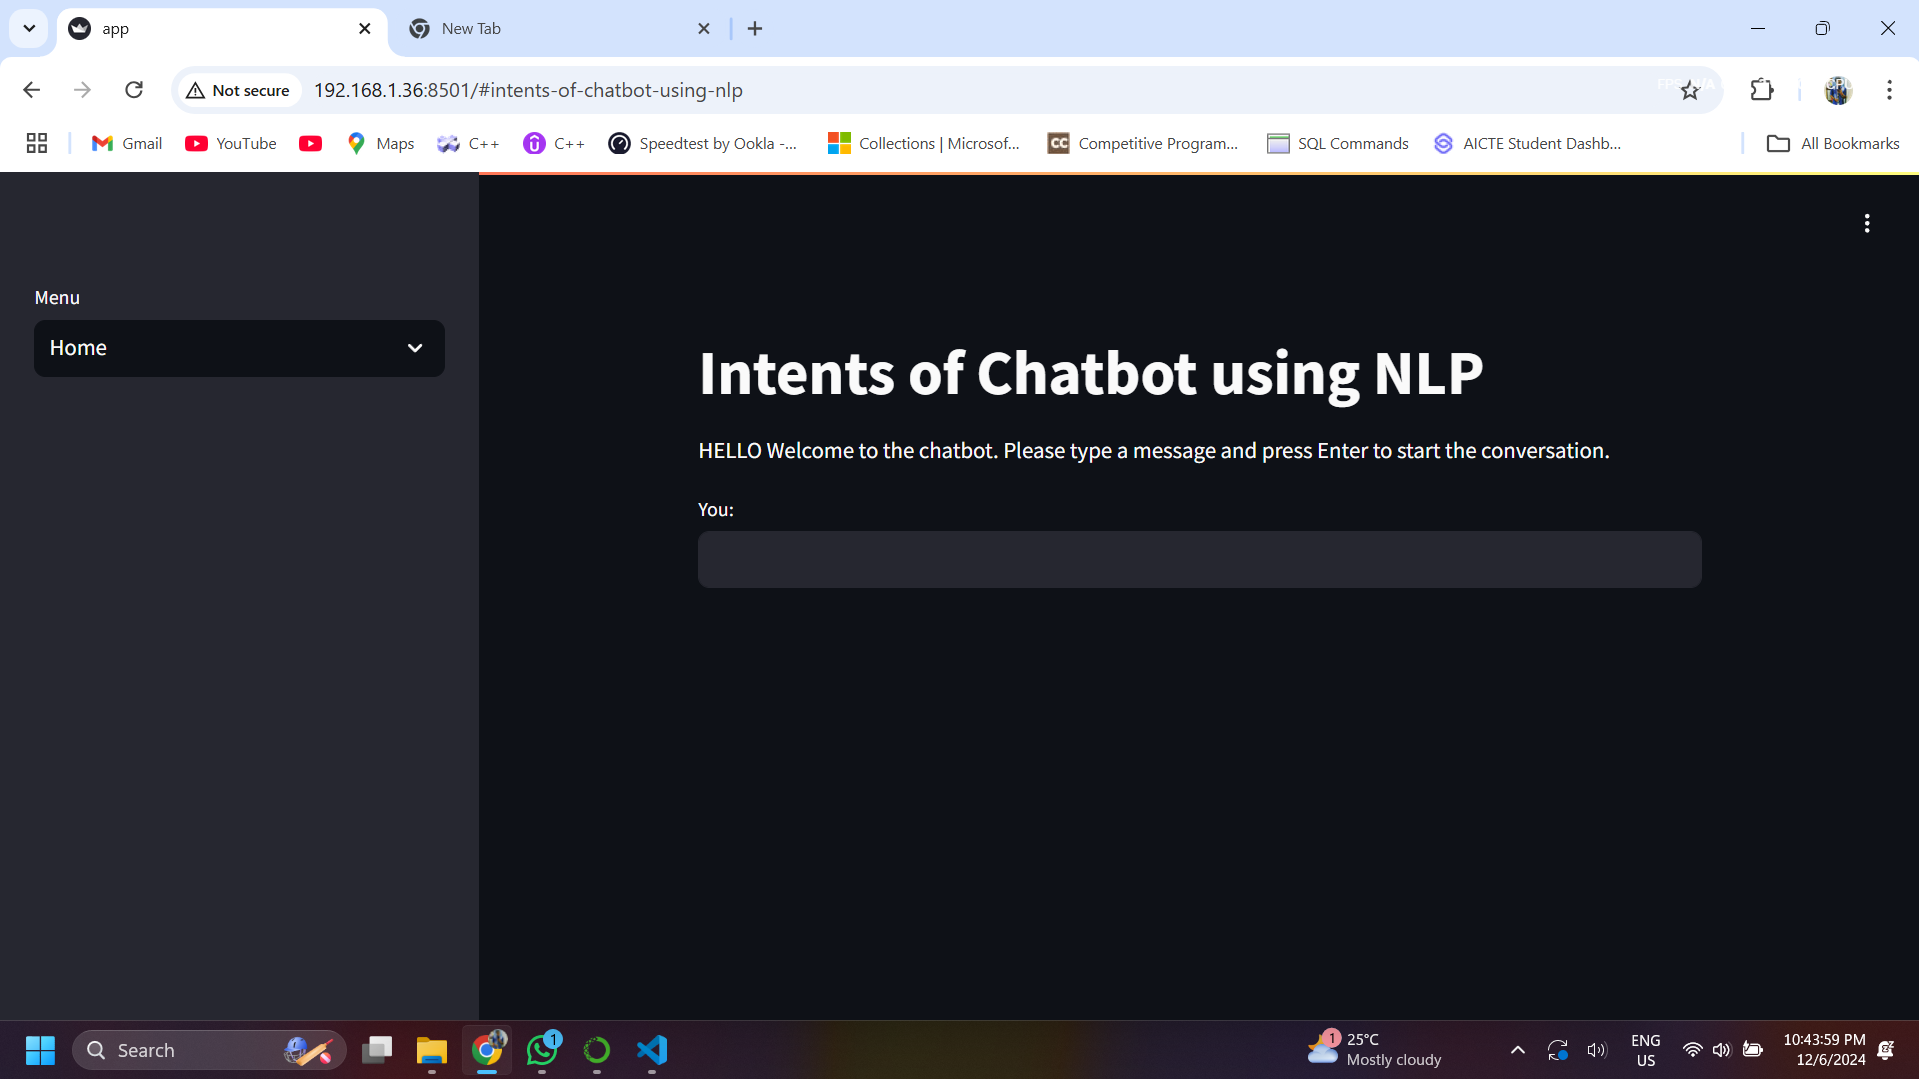 app
New Tab
Not secure
192.168.1.36:8501/#intents-of-chatbot-using-nlp
Gmail
YouTube
Maps
C++
C++
Speedtest by Ookla -...
Collections | Microsof...
CC
Competitive Program...
SQL Commands
AICTE Student Dashb...
All Bookmarks
Menu
Home
Intents of Chatbot using NLP
HELLO Welcome to the chatbot. Please type a message and press Enter to start the conversation.
You:
Search
1
1
25°C
Mostly cloudy
ENG
US
10:43:59 PM
12/6/2024